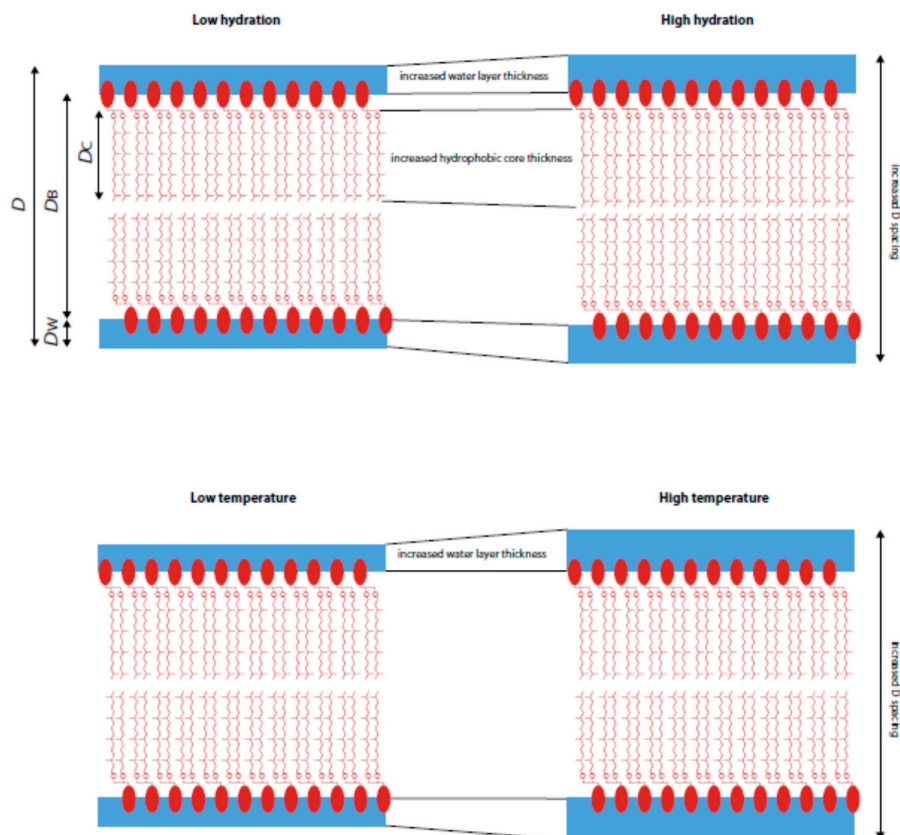 Low hydration
High hydration
increased water layer thickness
increased hydrophobic core thickness
D
DB
DC
DW
increased D spacing
Low temperature
High temperature
increased water layer thickness
increased D spacing